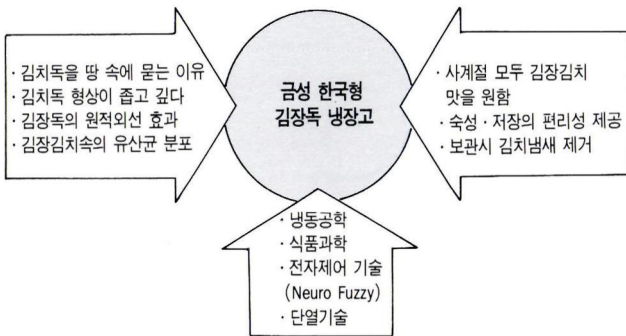 · 김치독을 땅 속에 묻는 이유
· 김치독 형상이 좁고 깊다
· 김장독의 원적외선 효과
· 김장김치속의 유산균 분포
금성 한국형
김장독 냉장고
· 사계절 모두 김장김치
맛을 원함
· 숙성 · 저장의 편리성 제공
· 보관시 김치냄새 제거
· 냉동공학
· 식품과학
· 전자제어 기술
(Neuro Fuzzy)
· 단열기술